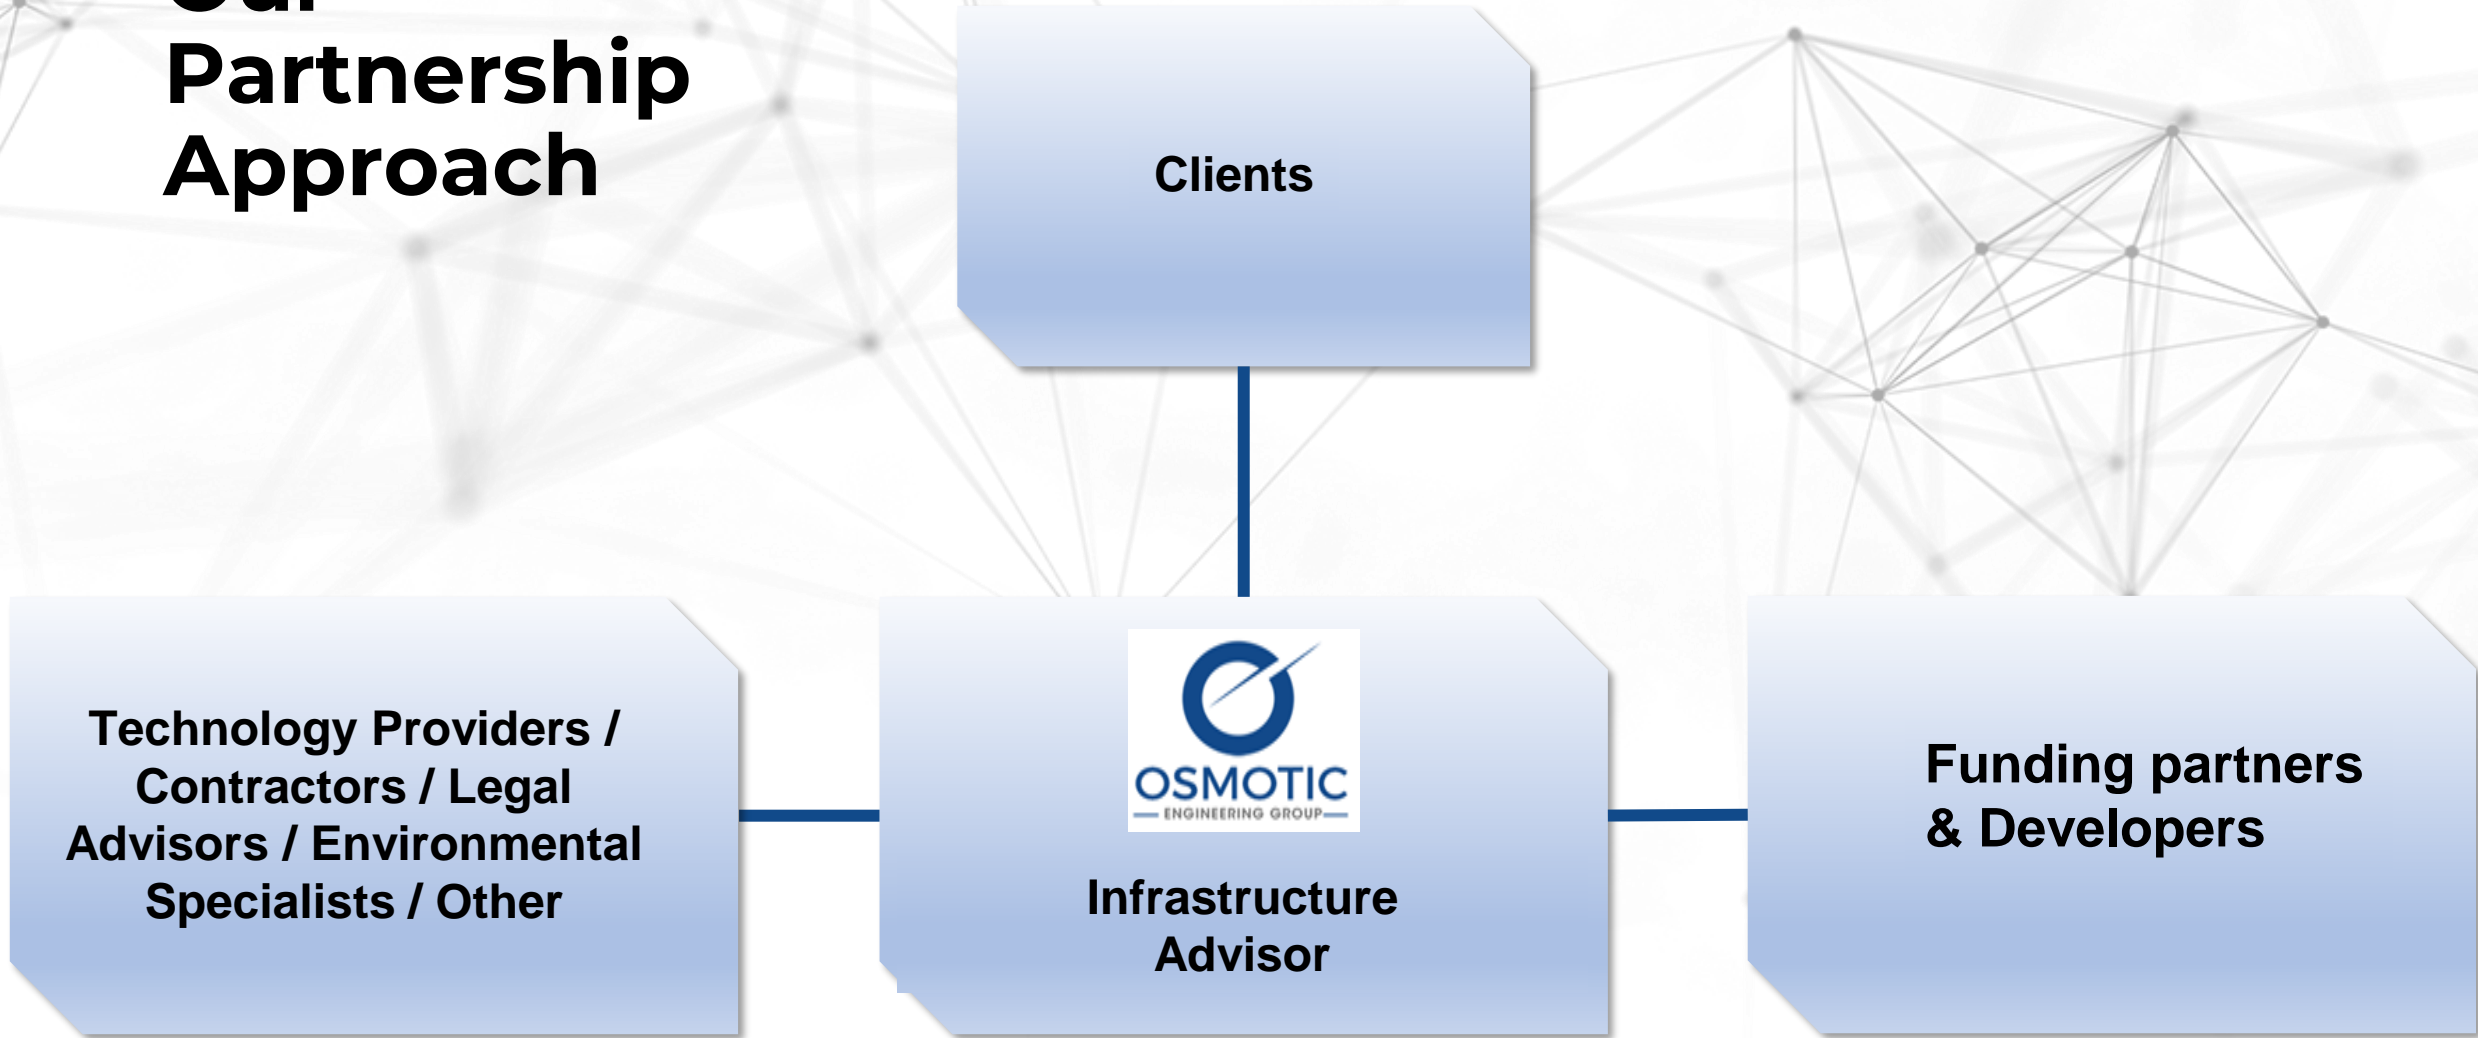 Our
Partnership
Approach
Clients
Technology Providers /
Contractors / Legal
Advisors / Environmental
Specialists / Other
OSMOTIC
ENGINEERING GROUP
Infrastructure
Advisor
Funding partners
& Developers